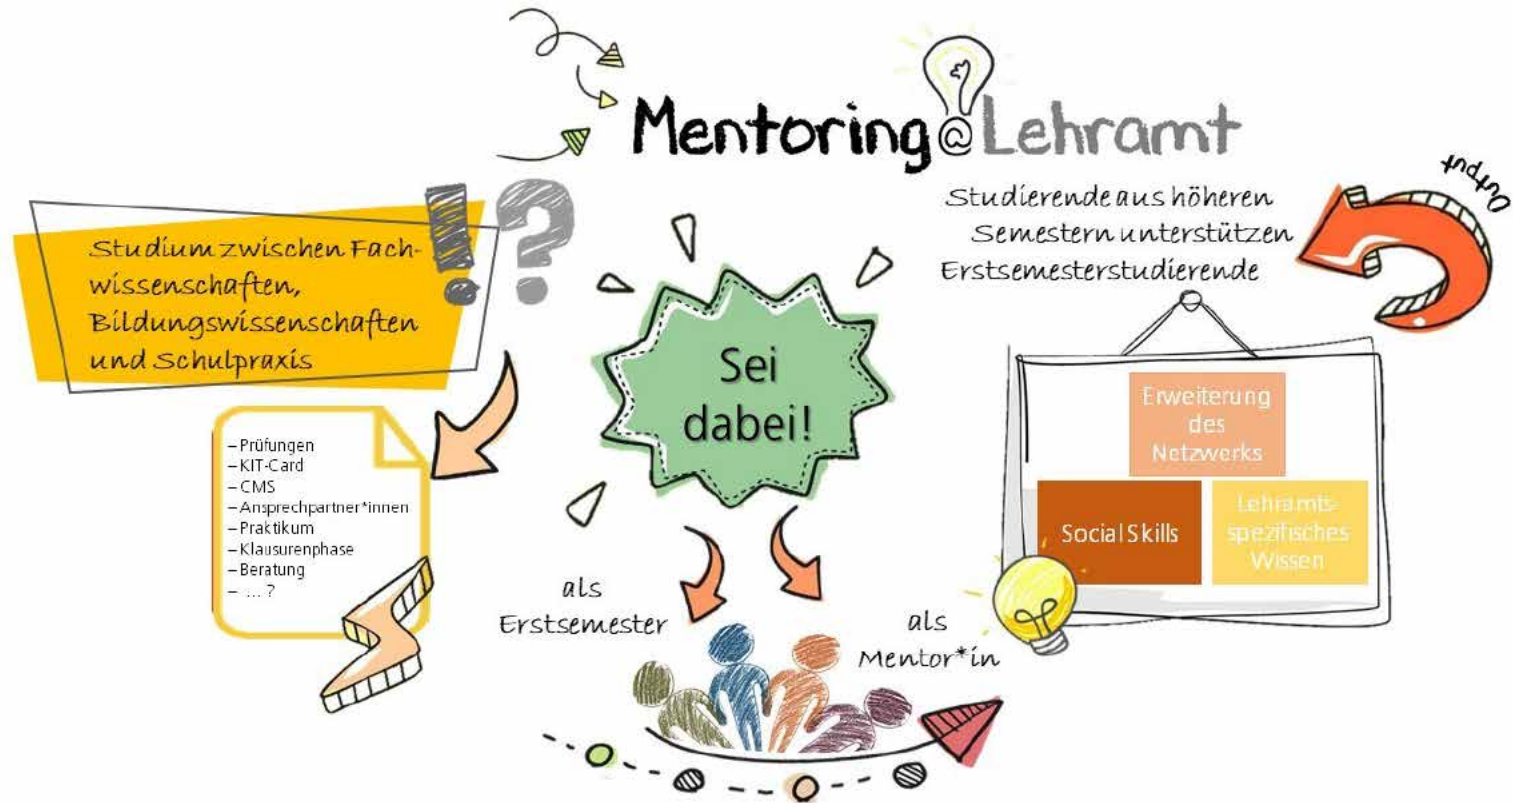 Mentoring@Lehramt
Studium zwischen Fach-
wissenschaften,
Bildungswissenschaften
und Schulpraxis
!?
– Prüfungen
– KIT-Card
– CMS
– Ansprechpartner*innen
– Praktikum
– Klausurenphase
– Beratung
– ... ?
Sei
dabei!
als
Erstsemester
als
Mentor*in
Studierende aus höheren
Semestern unterstützen
Erstsemesterstudierende
Output
Erweiterung
des
Netzwerks
Social Skills
Lehramts-
spezifisches
Wissen